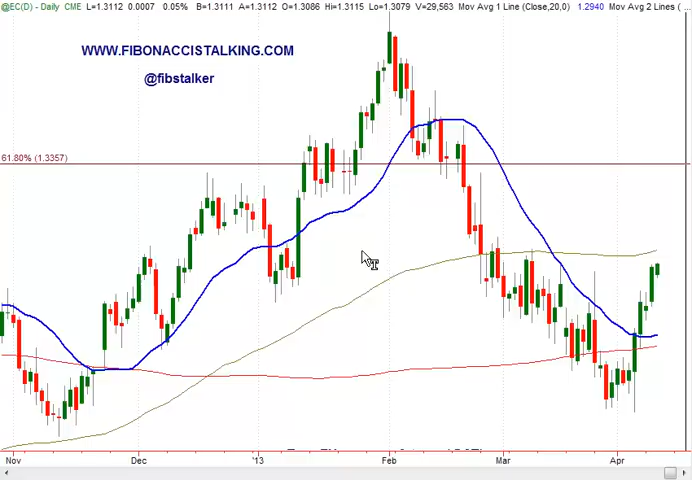 @EC(D) - Daily CME L=1.3112 0.0007 0.05% B=1.3111 A=1.3112 O=1.3086 Hi=1.3115 Lo=1.3079 V=29,563 Mov Avg 1 Line (Close,20,0) 1.2940 Mov Avg 2 Lines ( ...
WWW.FIBONACCISTALKING.COM
@fibstalker
61.80% (1.3357)
Nov Dec '13 Feb Mar Apr